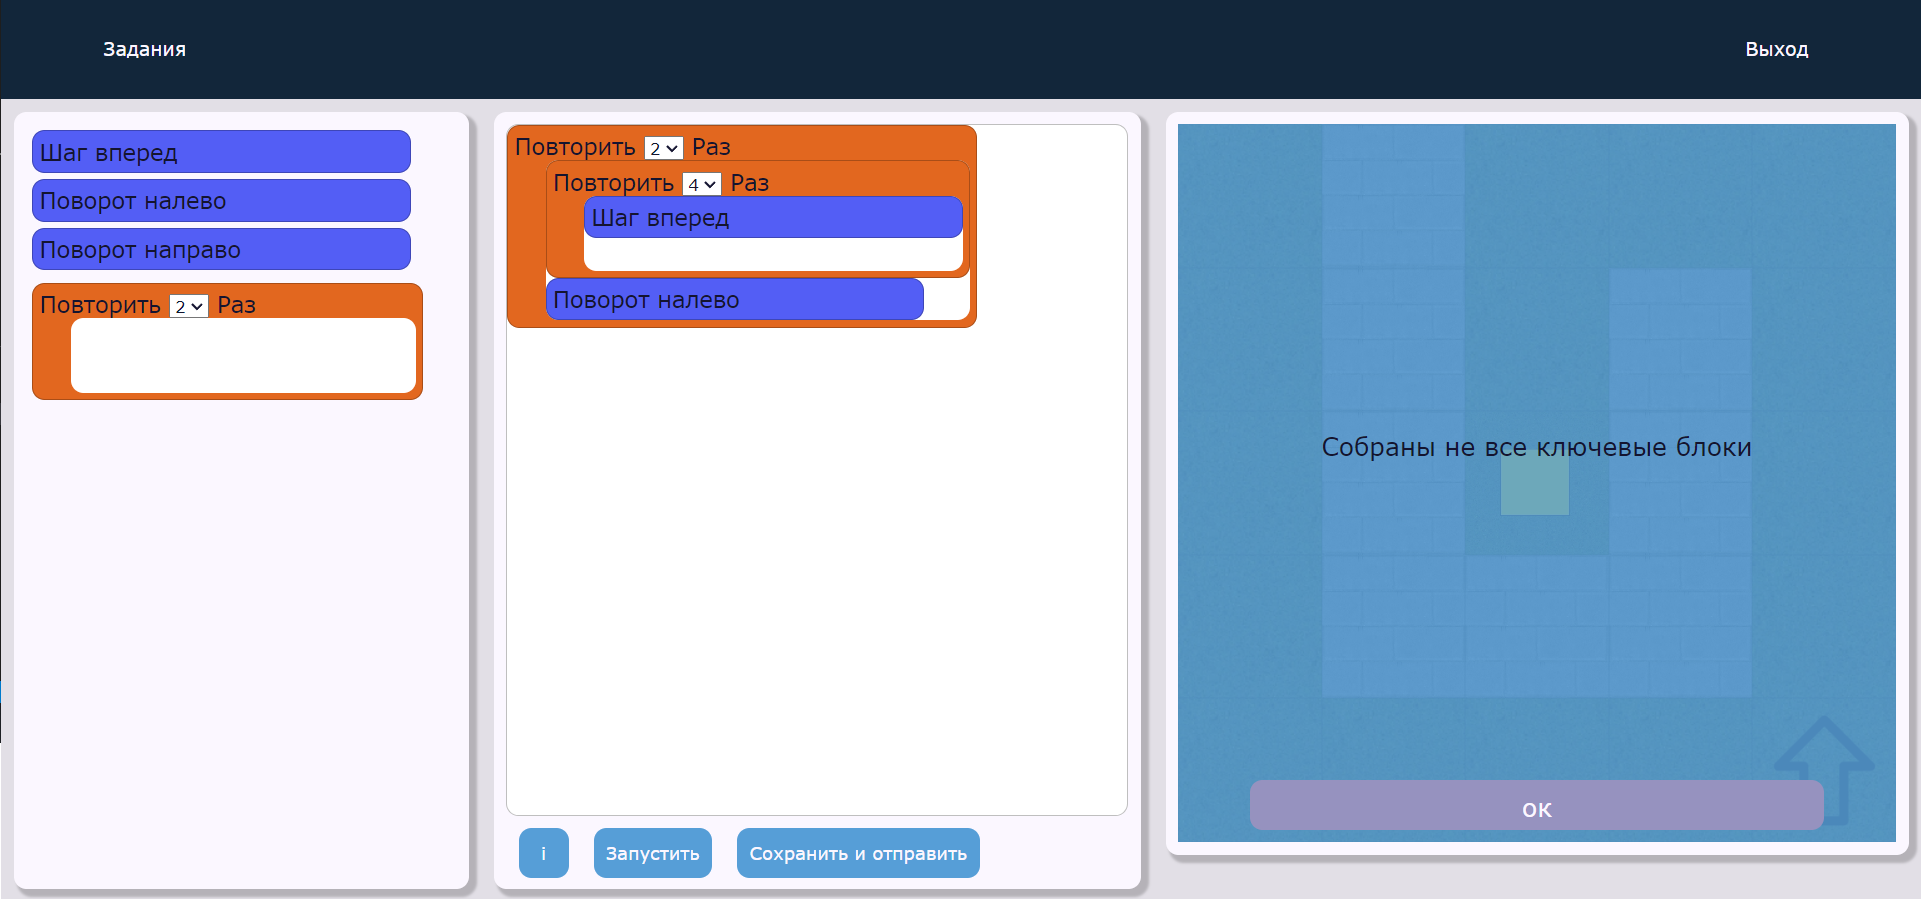 Задания
Выход
Шаг вперед
Поворот налево
Поворот направо
Повторить 2 Раз
Повторить 2 Раз
Повторить 4 Раз
Шаг вперед
Поворот налево
i
Запустить
Сохранить и отправить
Собраны не все ключевые блоки
ОК